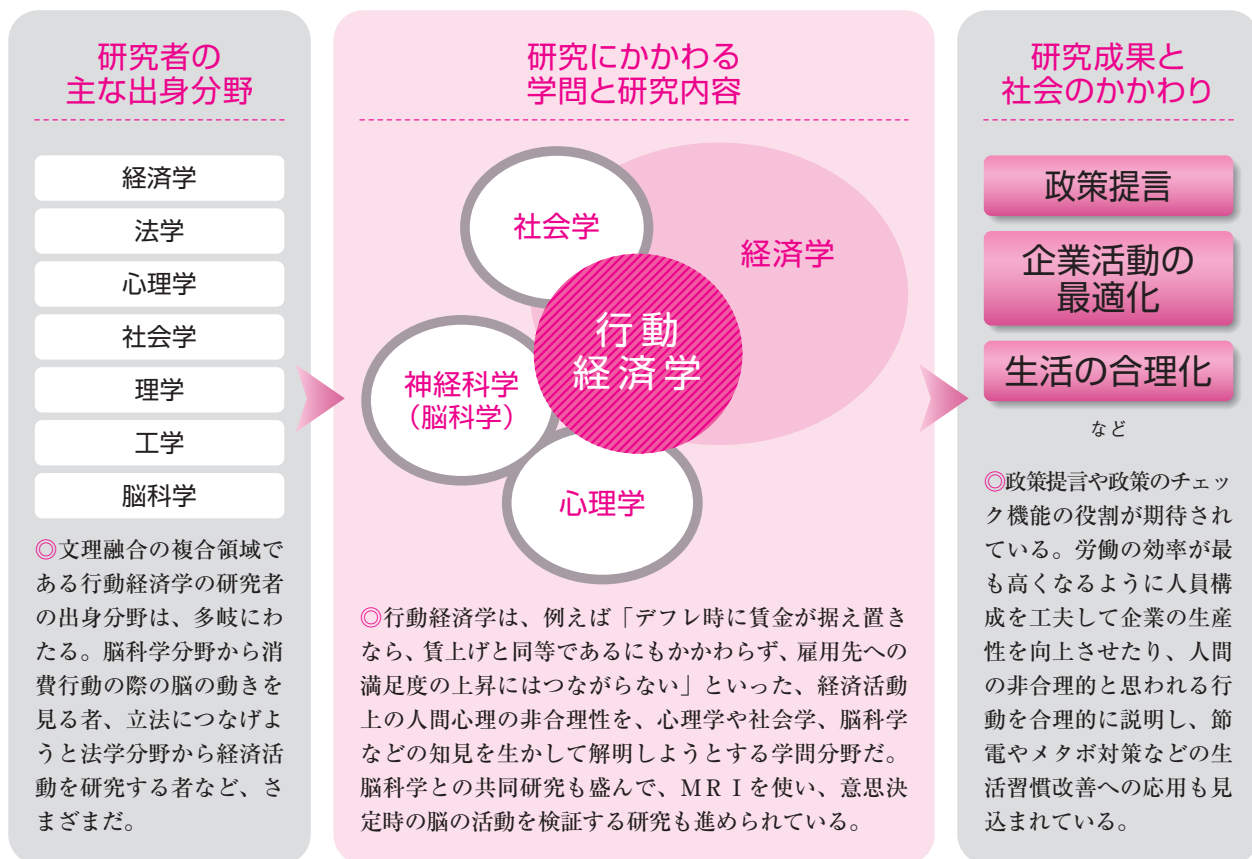 研究者の
主な出身分野
経済学
法学
心理学
社会学
理学
工学
脳科学
◎文理融合の複合領域で
ある行動経済学の研究者
の出身分野は、多岐にわ
たる。脳科学分野から消
費行動の際の脳の動きを
見る者、立法につなげよ
うと法学分野から経済活
動を研究する者など、さ
まざまだ。
研究にかかわる
学問と研究内容
社会学
経済学
行動
経済学
神経科学
（脳科学）
心理学
◎行動経済学は、例えば「デフレ時に賃金が据え置き
なら、賃上げと同等であるにもかかわらず、雇用先への
満足度の上昇にはつながらない」といった、経済活動
上の人間心理の非合理性を、心理学や社会学、脳科学
などの知見を生かして解明しようとする学問分野だ。
脳科学との共同研究も盛んで、ＭＲＩを使い、意思決
定時の脳の活動を検証する研究も進められている。
研究成果と
社会のかかわり
政策提言
企業活動の
最適化
生活の合理化
など
◎政策提言や政策のチェッ
ク機能の役割が期待され
ている。労働の効率が最
も高くなるように人員構
成を工夫して企業の生産
性を向上させたり、人間
の非合理的と思われる行
動を合理的に説明し、節
電やメタボ対策などの生
活習慣改善への応用も見
込まれている。